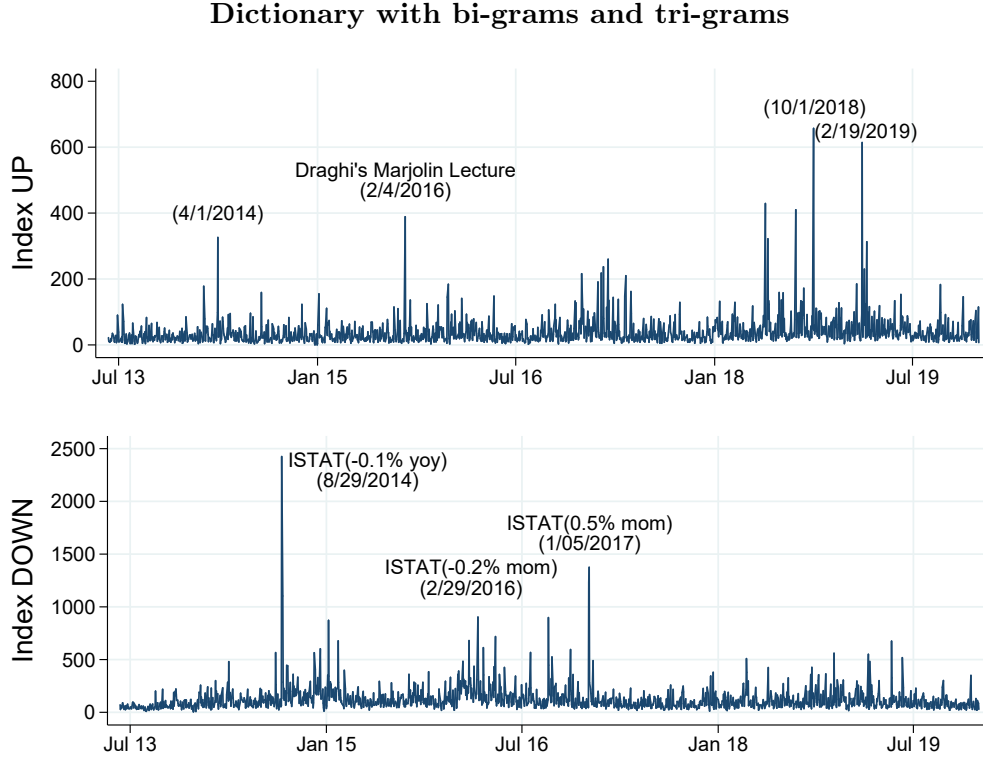 Dictionary with bi-grams and tri-grams
Index UP
800
600
400
200
0
(10/1/2018)
(2/19/2019)
Draghi's Marjolin Lecture
(2/4/2016)
(4/1/2014)
Jul 13 Jan 15 Jul 16 Jan 18 Jul 19
Index DOWN
2500
2000
1500
1000
500
0
ISTAT(-0.1% yoy)
(8/29/2014)
ISTAT(0.5% mom)
(1/05/2017)
ISTAT(-0.2% mom)
(2/29/2016)
Jul 13 Jan 15 Jul 16 Jan 18 Jul 19